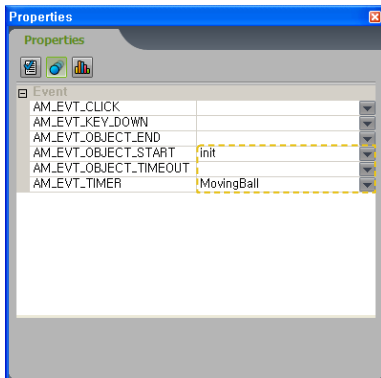 Properties
Properties
Event
AM_EVT_CLICK
AM_EVT_KEY_DOWN
AM_EVT_OBJECT_END
AM_EVT_OBJECT_START init
AM_EVT_OBJECT_TIMEOUT
AM_EVT_TIMER MovingBall